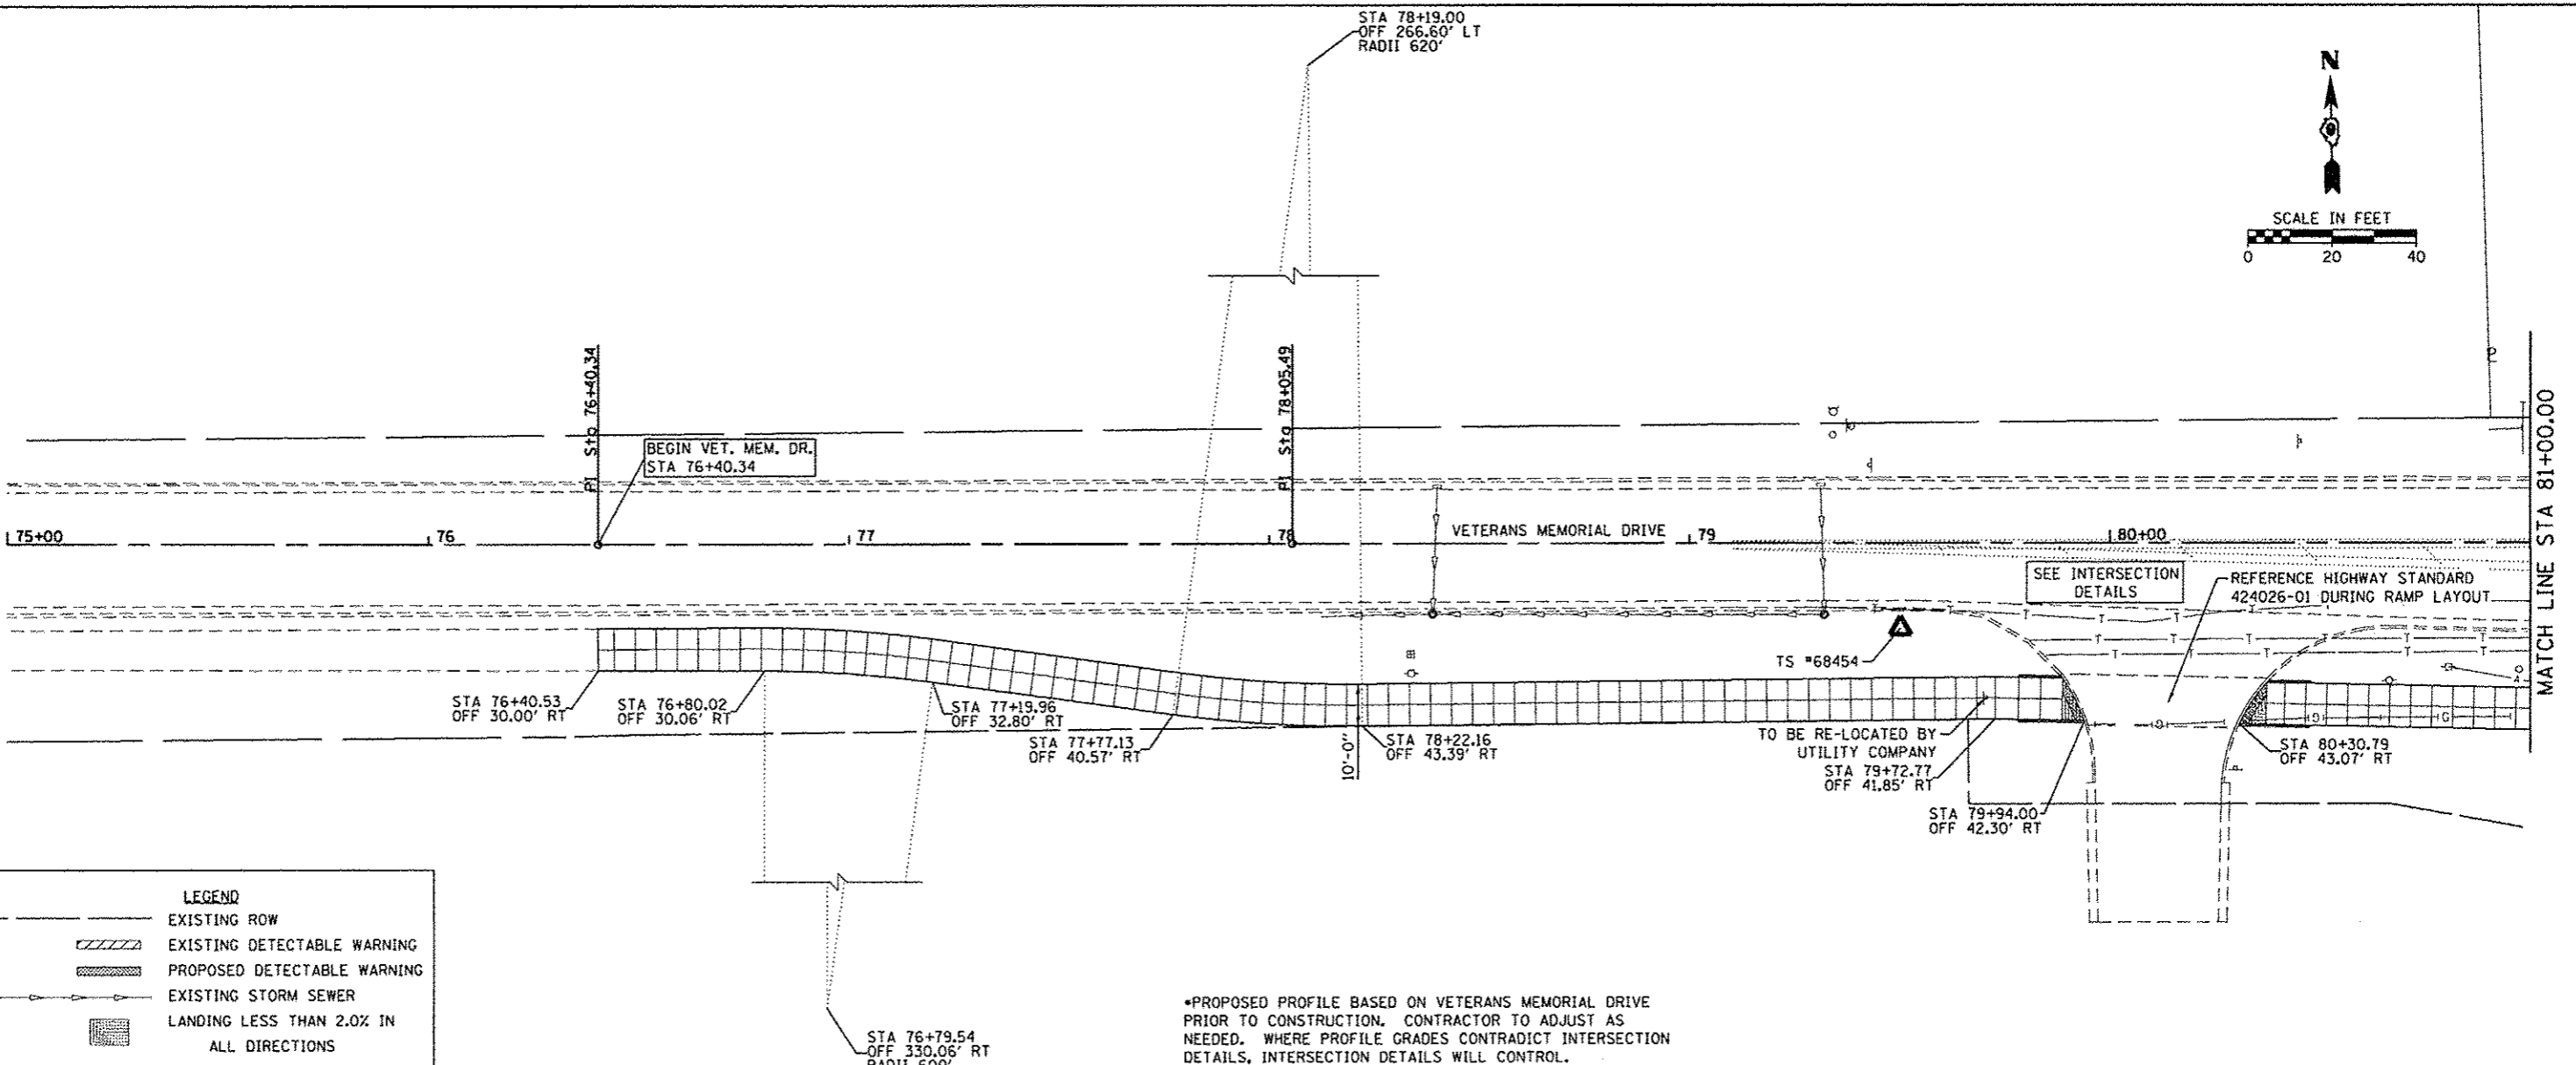 STA 78+19.00
OFF 266.60' LT
RADII 620'
N
SCALE IN FEET
0 20 40
PI Sta 76+40.34
PI Sta 78+05.49
BEGIN VET. MEM. DR.
STA 76+40.34
75+00
76
77
78
VETERANS MEMORIAL DRIVE
79
80+00
MATCH LINE STA 81+00.00
SEE INTERSECTION
DETAILS
REFERENCE HIGHWAY STANDARD
424026-01 DURING RAMP LAYOUT
TS #68454
STA 76+40.53
OFF 30.00' RT
STA 76+80.02
OFF 30.06' RT
STA 77+19.96
OFF 32.80' RT
STA 77+77.13
OFF 40.57' RT
10'-0"
STA 78+22.16
OFF 43.39' RT
TO BE RE-LOCATED BY
UTILITY COMPANY
STA 79+72.77
OFF 41.85' RT
STA 79+94.00
OFF 42.30' RT
STA 80+30.79
OFF 43.07' RT
LEGEND
EXISTING ROW
EXISTING DETECTABLE WARNING
PROPOSED DETECTABLE WARNING
EXISTING STORM SEWER
LANDING LESS THAN 2.0% IN
ALL DIRECTIONS
STA 76+79.54
OFF 330.06' RT
RADII 600'
*PROPOSED PROFILE BASED ON VETERANS MEMORIAL DRIVE
PRIOR TO CONSTRUCTION. CONTRACTOR TO ADJUST AS
NEEDED. WHERE PROFILE GRADES CONTRADICT INTERSECTION
DETAILS, INTERSECTION DETAILS WILL CONTROL.